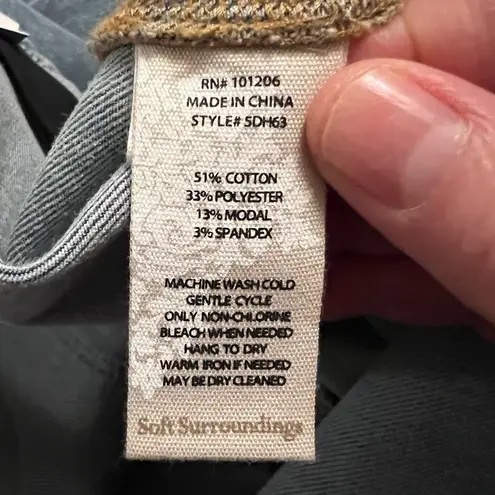 RN# 101206
MADE IN CHINA
STYLE# 5DH63
51% COTTON
33% POLYESTER
13% MODAL
3% SPANDEX
MACHINE WASH COLD
GENTLE CYCLE
ONLY NON-CHLORINE
BLEACH WHEN NEEDED
HANG TO DRY
WARM IRON IF NEEDED
MAY BE DRY CLEANED
Soft Surroundings